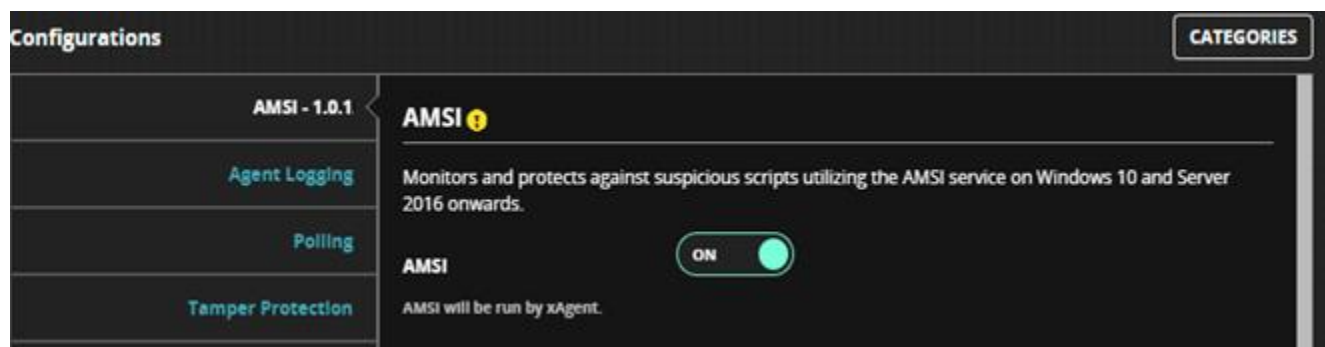 Configurations
CATEGORIES
AMSI - 1.0.1
Agent Logging
Polling
Tamper Protection
AMSI
Monitors and protects against suspicious scripts utilizing the AMSI service on Windows 10 and Server
2016 onwards.
AMSI
ON
AMSI will be run by xAgent.